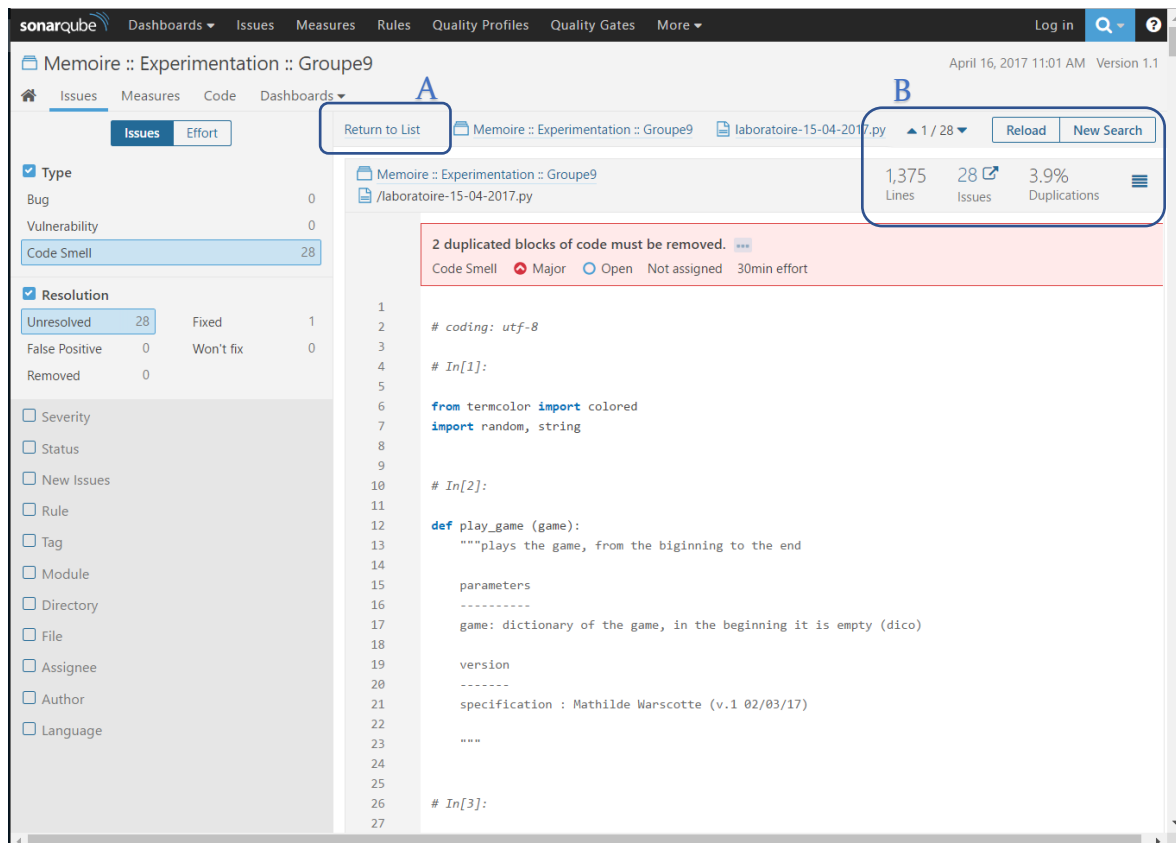 sonarqube Dashboards Issues Measures Rules Quality Profiles Quality Gates More Log in ?
Memoire :: Experimentation :: Groupe9 April 16, 2017 11:01 AM Version 1.1
Issues Measures Code Dashboards
A
B
Issues Effort
Return to List Memoire :: Experimentation :: Groupe9 laboratoire-15-04-2017.py 1 / 28 Reload New Search
Type
Bug 0
Vulnerability 0
Code Smell 28
Resolution
Unresolved 28 Fixed 1
False Positive 0 Won't fix 0
Removed 0
Severity
Status
New Issues
Rule
Tag
Module
Directory
File
Assignee
Author
Language
Memoire :: Experimentation :: Groupe9
/laboratoire-15-04-2017.py
1,375 28 3.9%
Lines Issues Duplications
2 duplicated blocks of code must be removed. ...
Code Smell Major Open Not assigned 30min effort
1
2 # coding: utf-8
3
4 # In[1]:
5
6 from termcolor import colored
7 import random, string
8
9
10 # In[2]:
11
12 def play_game (game):
13 """plays the game, from the biginning to the end
14
15 parameters
16 ----------
17 game: dictionary of the game, in the beginning it is empty (dico)
18
19 version
20 -------
21 specification : Mathilde Warscotte (v.1 02/03/17)
22
23 """
24
25
26 # In[3]:
27